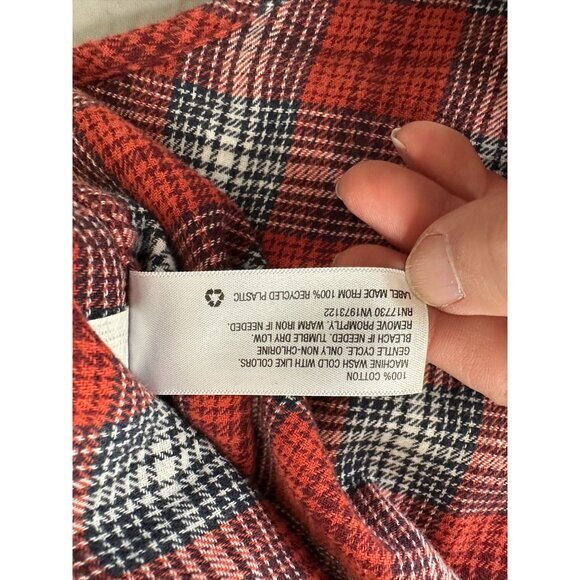 100% COTTON
MACHINE WASH COLD WITH LIKE COLORS.
GENTLE CYCLE. ONLY NON-CHLORINE
BLEACH IF NEEDED. TUMBLE DRY LOW.
REMOVE PROMPTLY. WARM IRON IF NEEDED.
RN17730 VN1973122
LABEL MADE FROM 100% RECYCLED PLASTIC